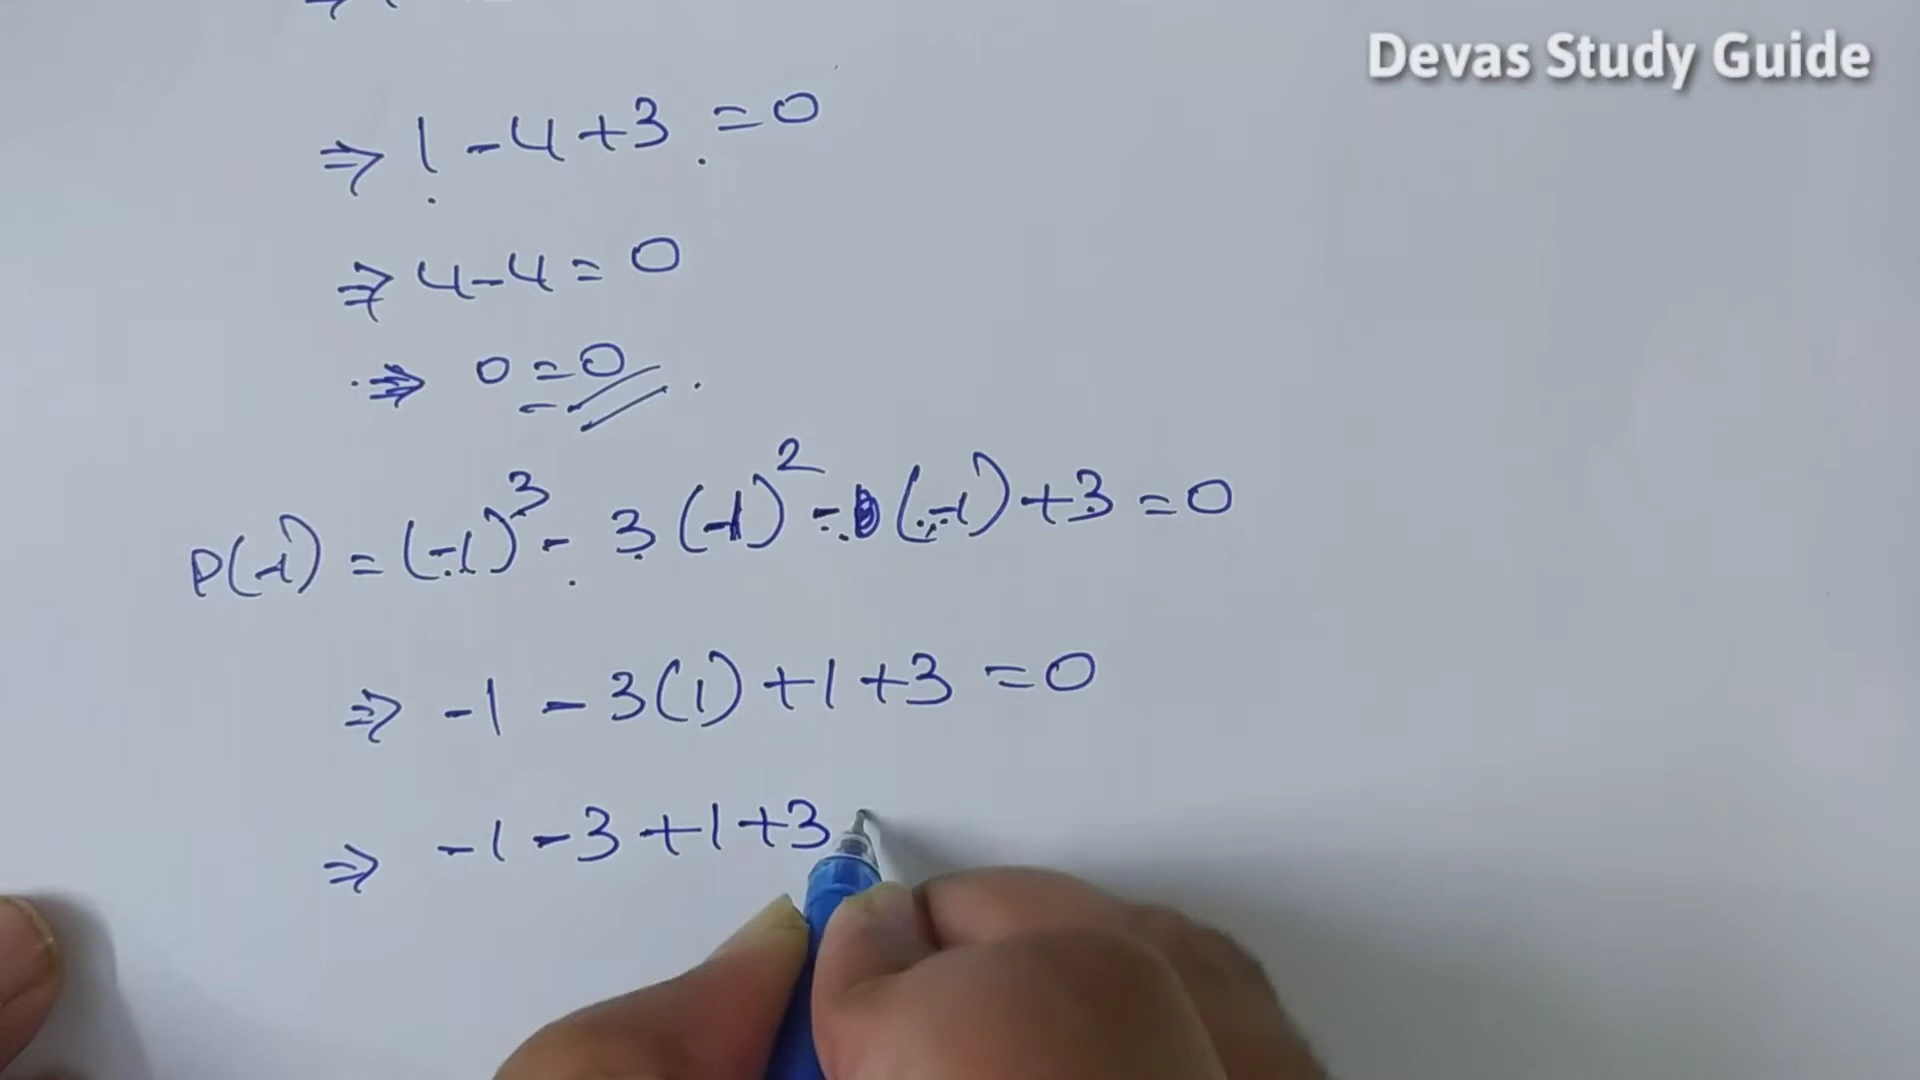 Devas Study Guide
⇒ 1 - 4 + 3 = 0
⇒ 4 - 4 = 0
⇒ 0 = 0
P(-1) = (-1)³ - 3(-1)² - (-1) + 3 = 0
⇒ -1 - 3(1) + 1 + 3 = 0
⇒ -1 - 3 + 1 + 3